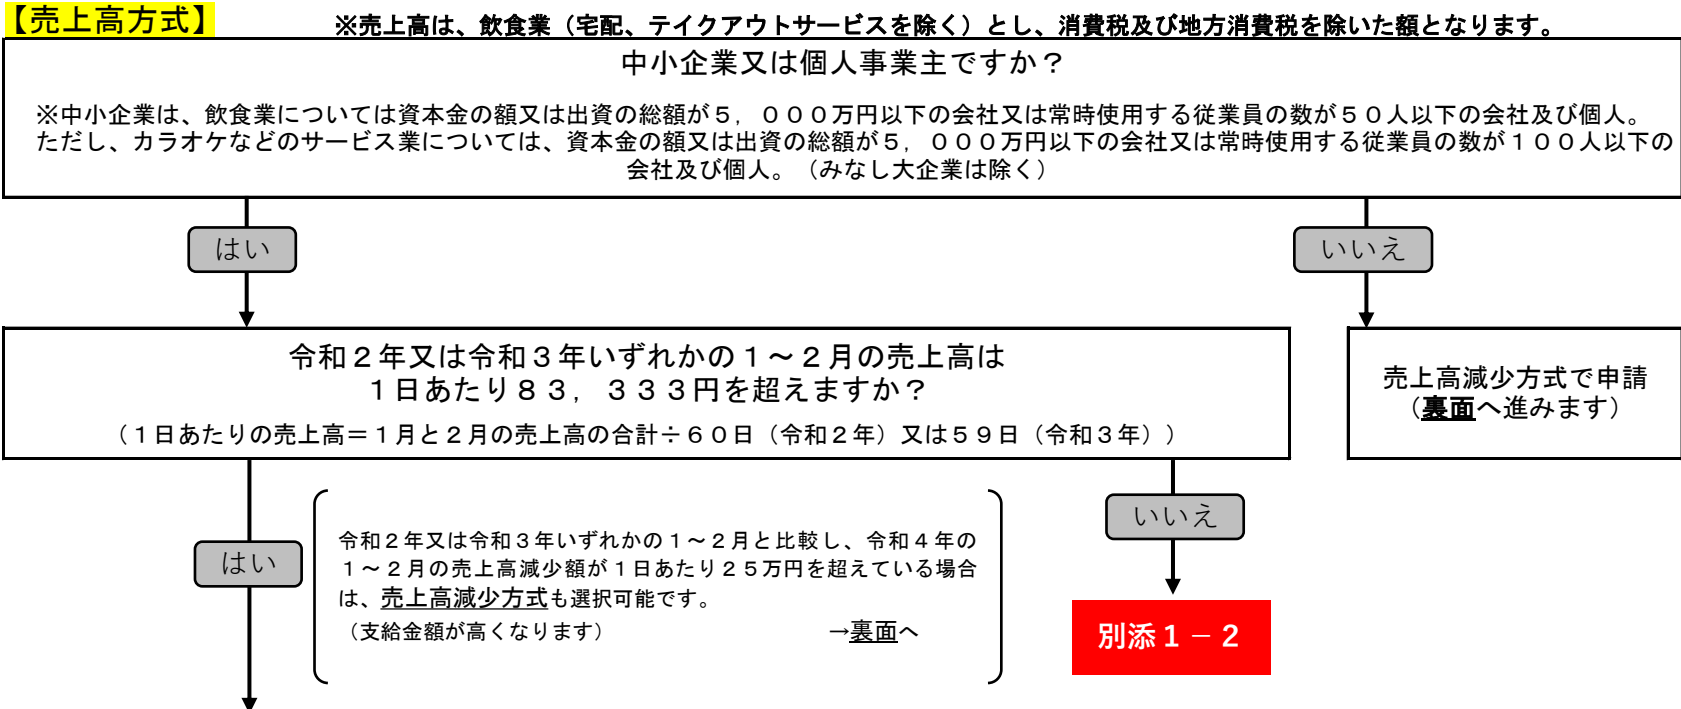 【売上高方式】
※売上高は、飲食業（宅配、テイクアウトサービスを除く）とし、消費税及び地方消費税を除いた額となります。
中小企業又は個人事業主ですか？
※中小企業は、飲食業については資本金の額又は出資の総額が５，０００万円以下の会社又は常時使用する従業員の数が５０人以下の会社及び個人。
ただし、カラオケなどのサービス業については、資本金の額又は出資の総額が５，０００万円以下の会社又は常時使用する従業員の数が１００人以下の
会社及び個人。（みなし大企業は除く）
はい
いいえ
令和２年又は令和３年いずれかの１～２月の売上高は
１日あたり８３，３３３円を超えますか？
（１日あたりの売上高＝１月と２月の売上高の合計÷６０日（令和２年）又は５９日（令和３年））
売上高減少方式で申請
（裏面へ進みます）
はい
令和２年又は令和３年いずれかの１～２月と比較し、令和４年の
１～２月の売上高減少額が１日あたり２５万円を超えている場合
は、売上高減少方式も選択可能です。
（支給金額が高くなります） →裏面へ
いいえ
別添１－２